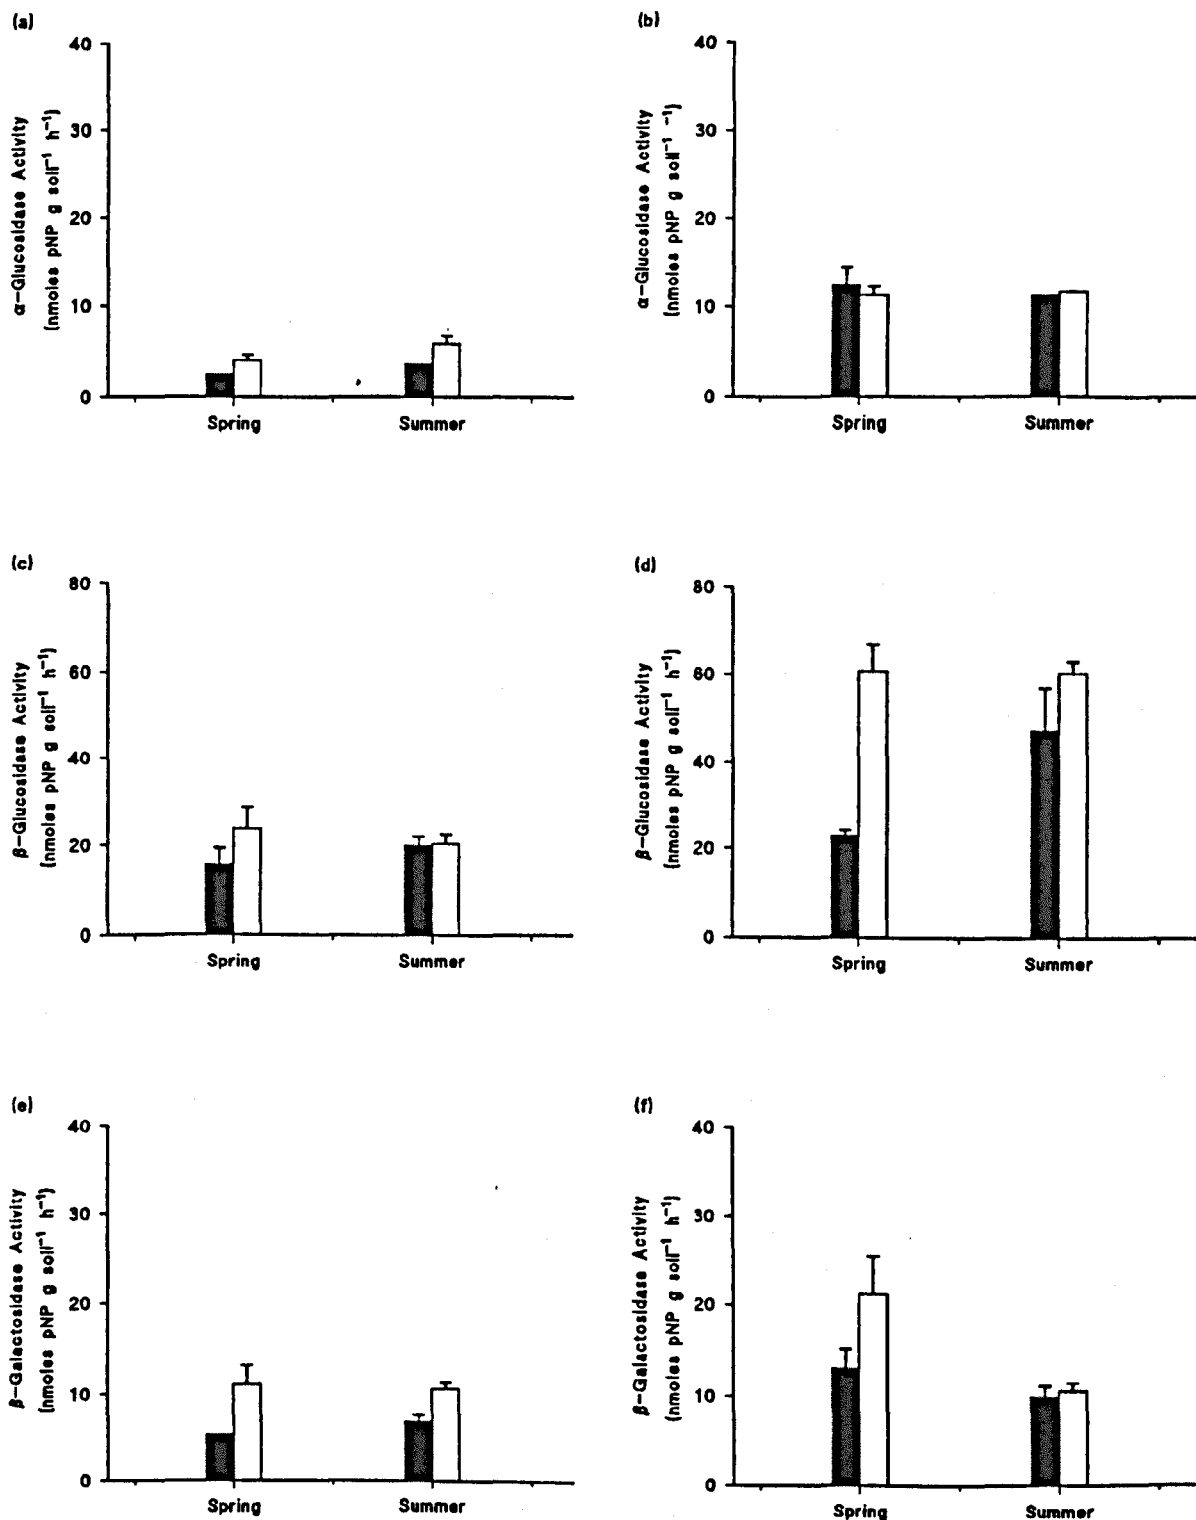 (a)
40
30
20
10
0
α-Glucosidase Activity
(nmoles pNP g soil⁻¹ h⁻¹)
Spring Summer
(b)
40
30
20
10
0
α-Glucosidase Activity
(nmoles pNP g soil⁻¹ ⁻¹)
Spring Summer
(c)
80
60
40
20
0
β-Glucosidase Activity
(nmoles pNP g soil⁻¹ h⁻¹)
Spring Summer
(d)
80
60
40
20
0
β-Glucosidase Activity
(nmoles pNP g soil⁻¹ h⁻¹)
Spring Summer
(e)
40
30
20
10
0
β-Galactosidase Activity
(nmoles pNP g soil⁻¹ h⁻¹)
Spring Summer
(f)
40
30
20
10
0
β-Galactosidase Activity
(nmoles pNP g soil⁻¹ h⁻¹)
Spring Summer